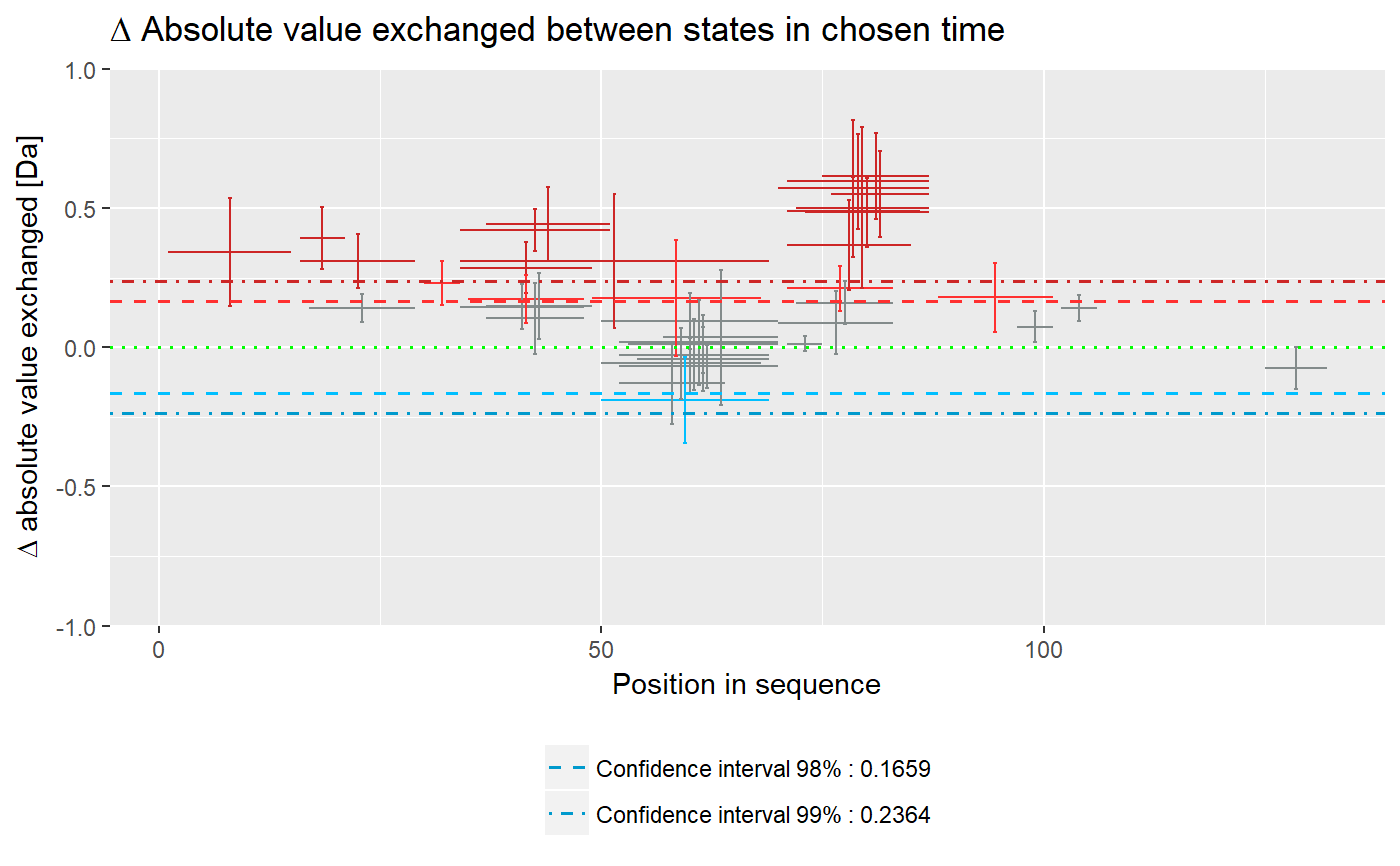 Δ Absolute value exchanged between states in chosen time
Δ absolute value exchanged [Da]
1.0
0.5
0.0
-0.5
-1.0
0 50 100
Position in sequence
Confidence interval 98% : 0.1659
Confidence interval 99% : 0.2364